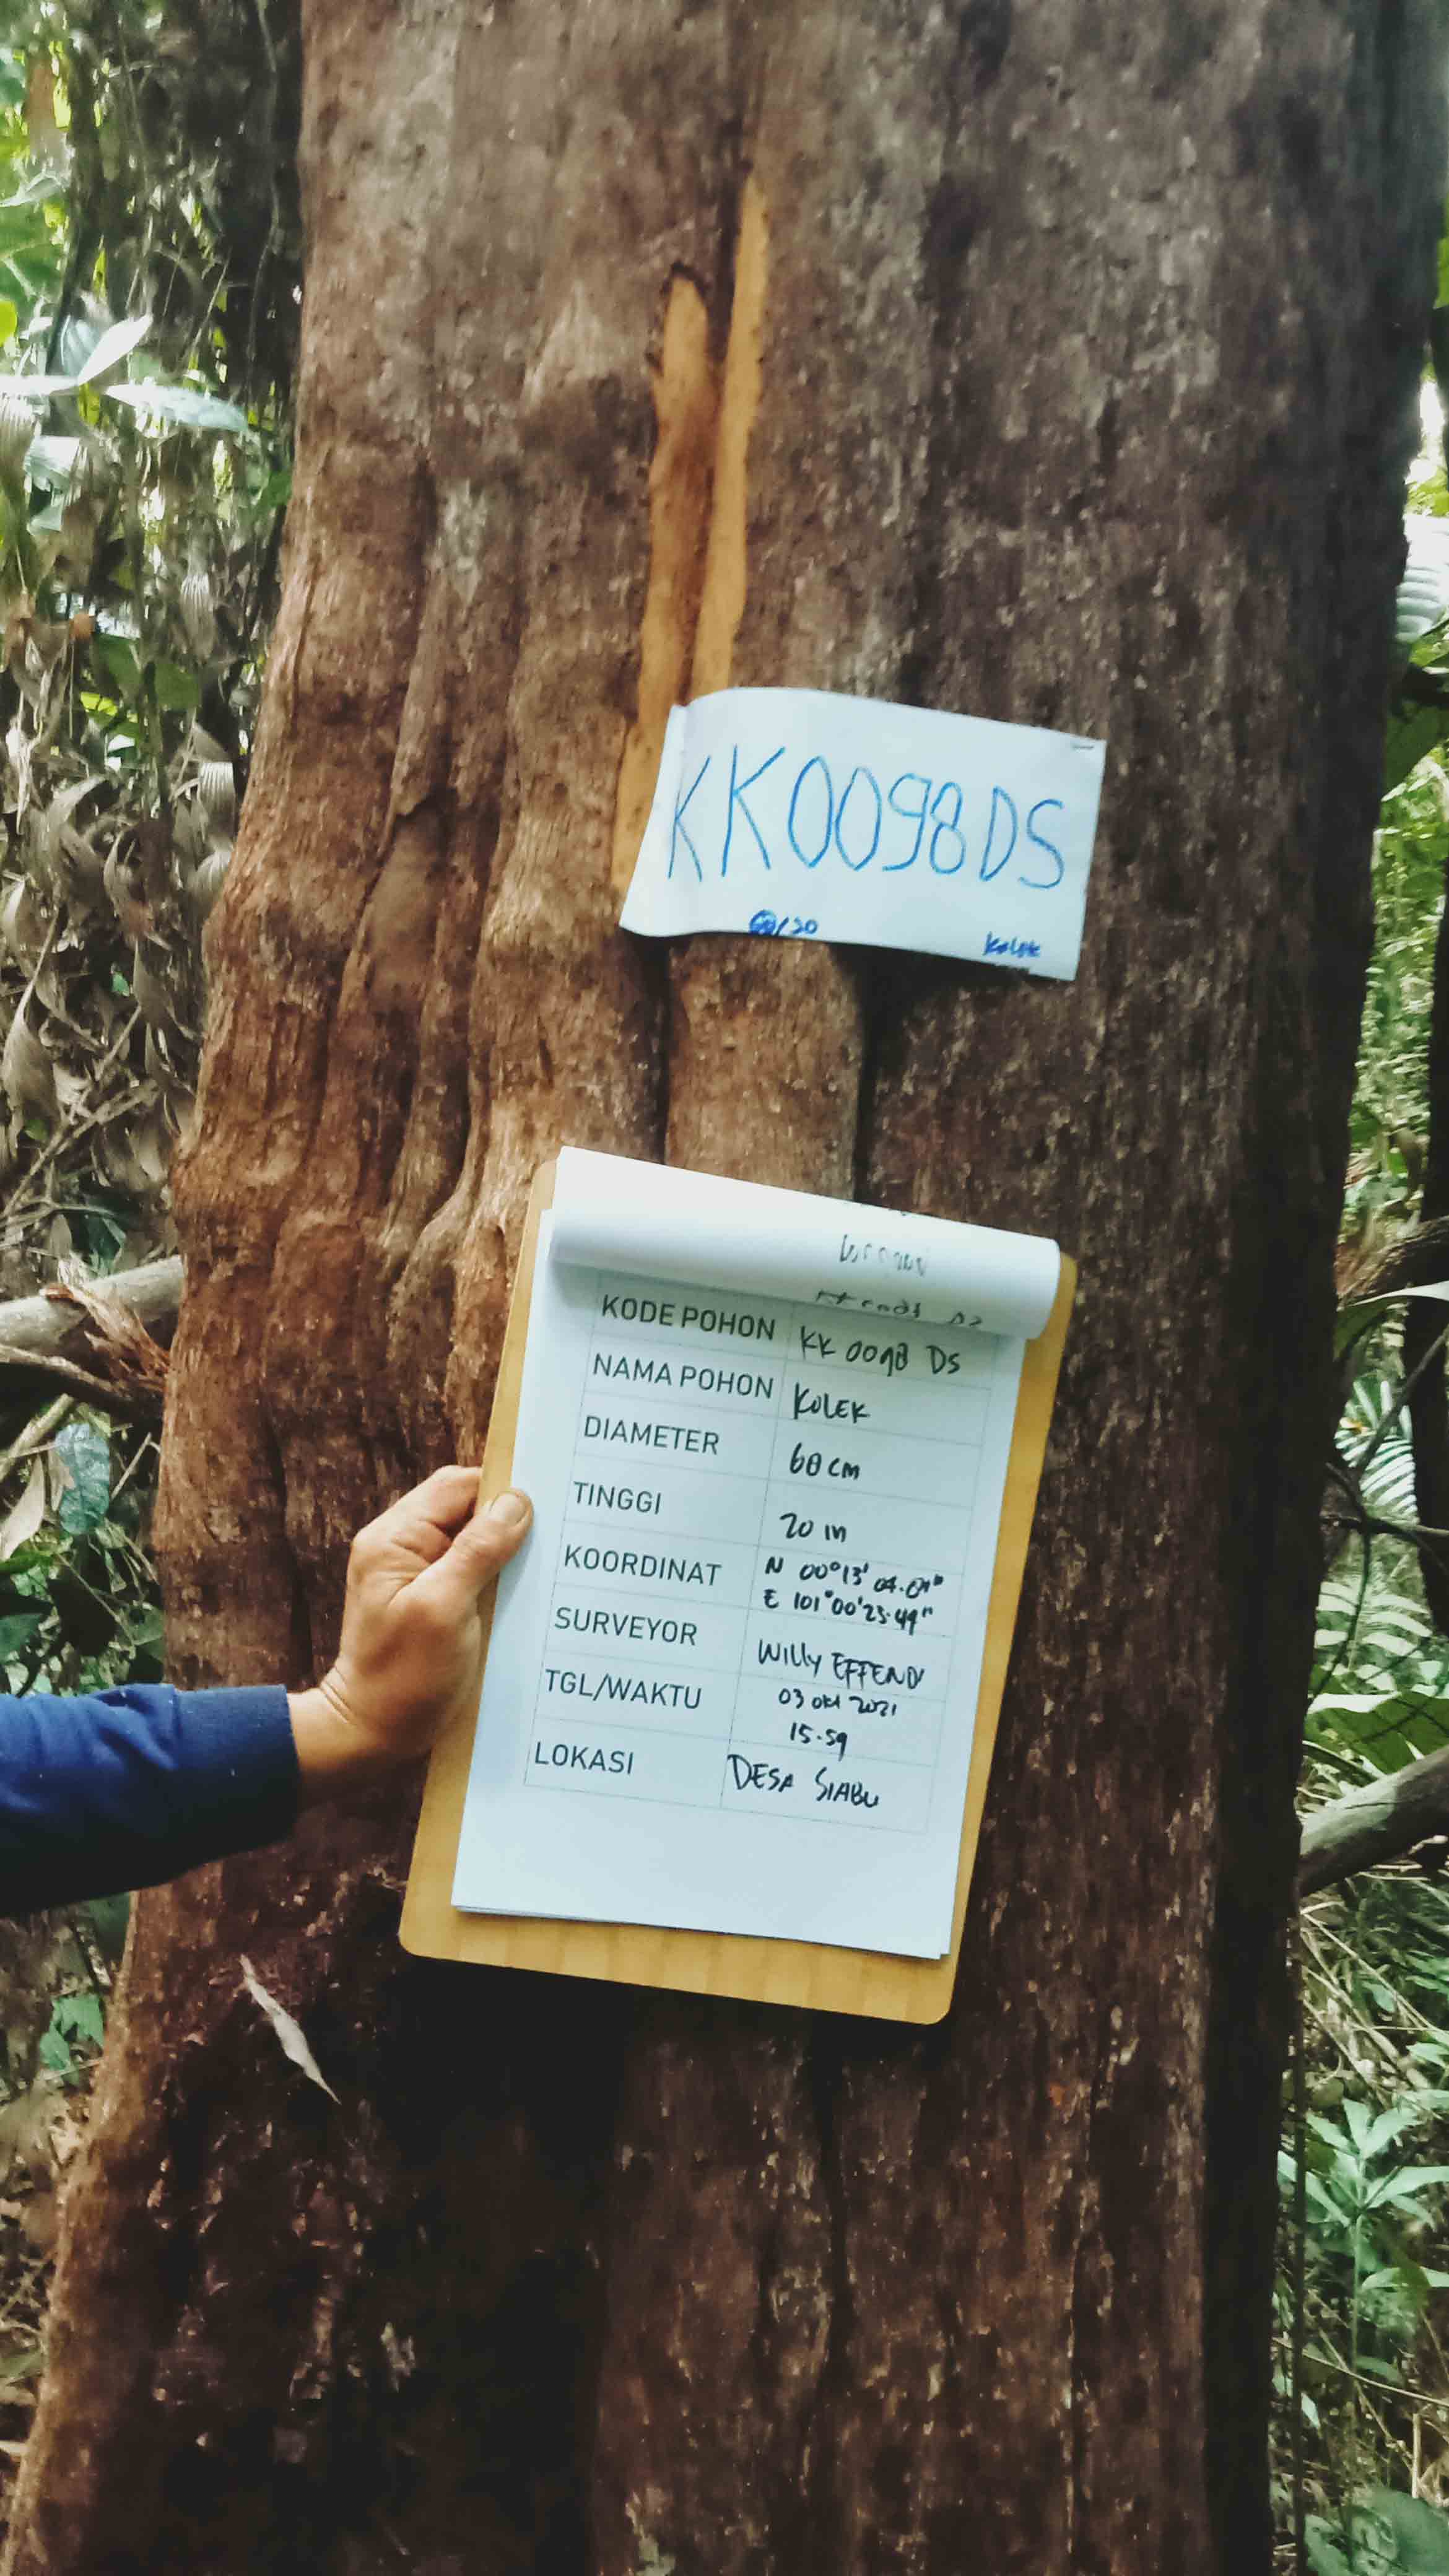 KK0098DS
/20
Kolek
KODE POHON KK 0098 DS
NAMA POHON KOLEK
DIAMETER 60 cm
TINGGI 20 m
KOORDINAT N 00°13' 04.01"
E 101°00'25.49"
SURVEYOR WILLY EFFENDI
TGL/WAKTU 03 okt 2021
15.59
LOKASI DESA SIABU